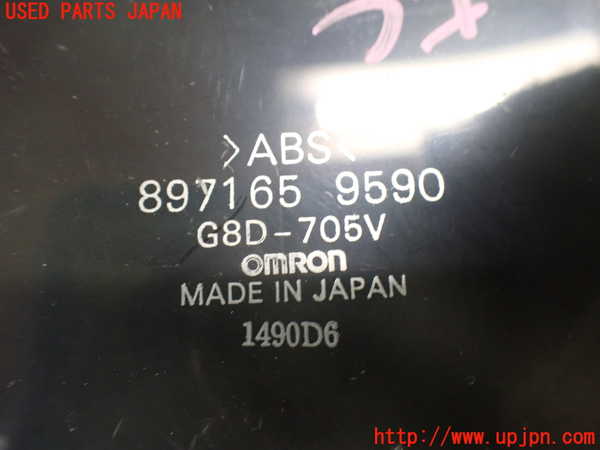 USED PARTS JAPAN
>ABS<
897165 9590
G8D-705V
OMRON
MADE IN JAPAN
1490D6
http://www.upjpn.com/